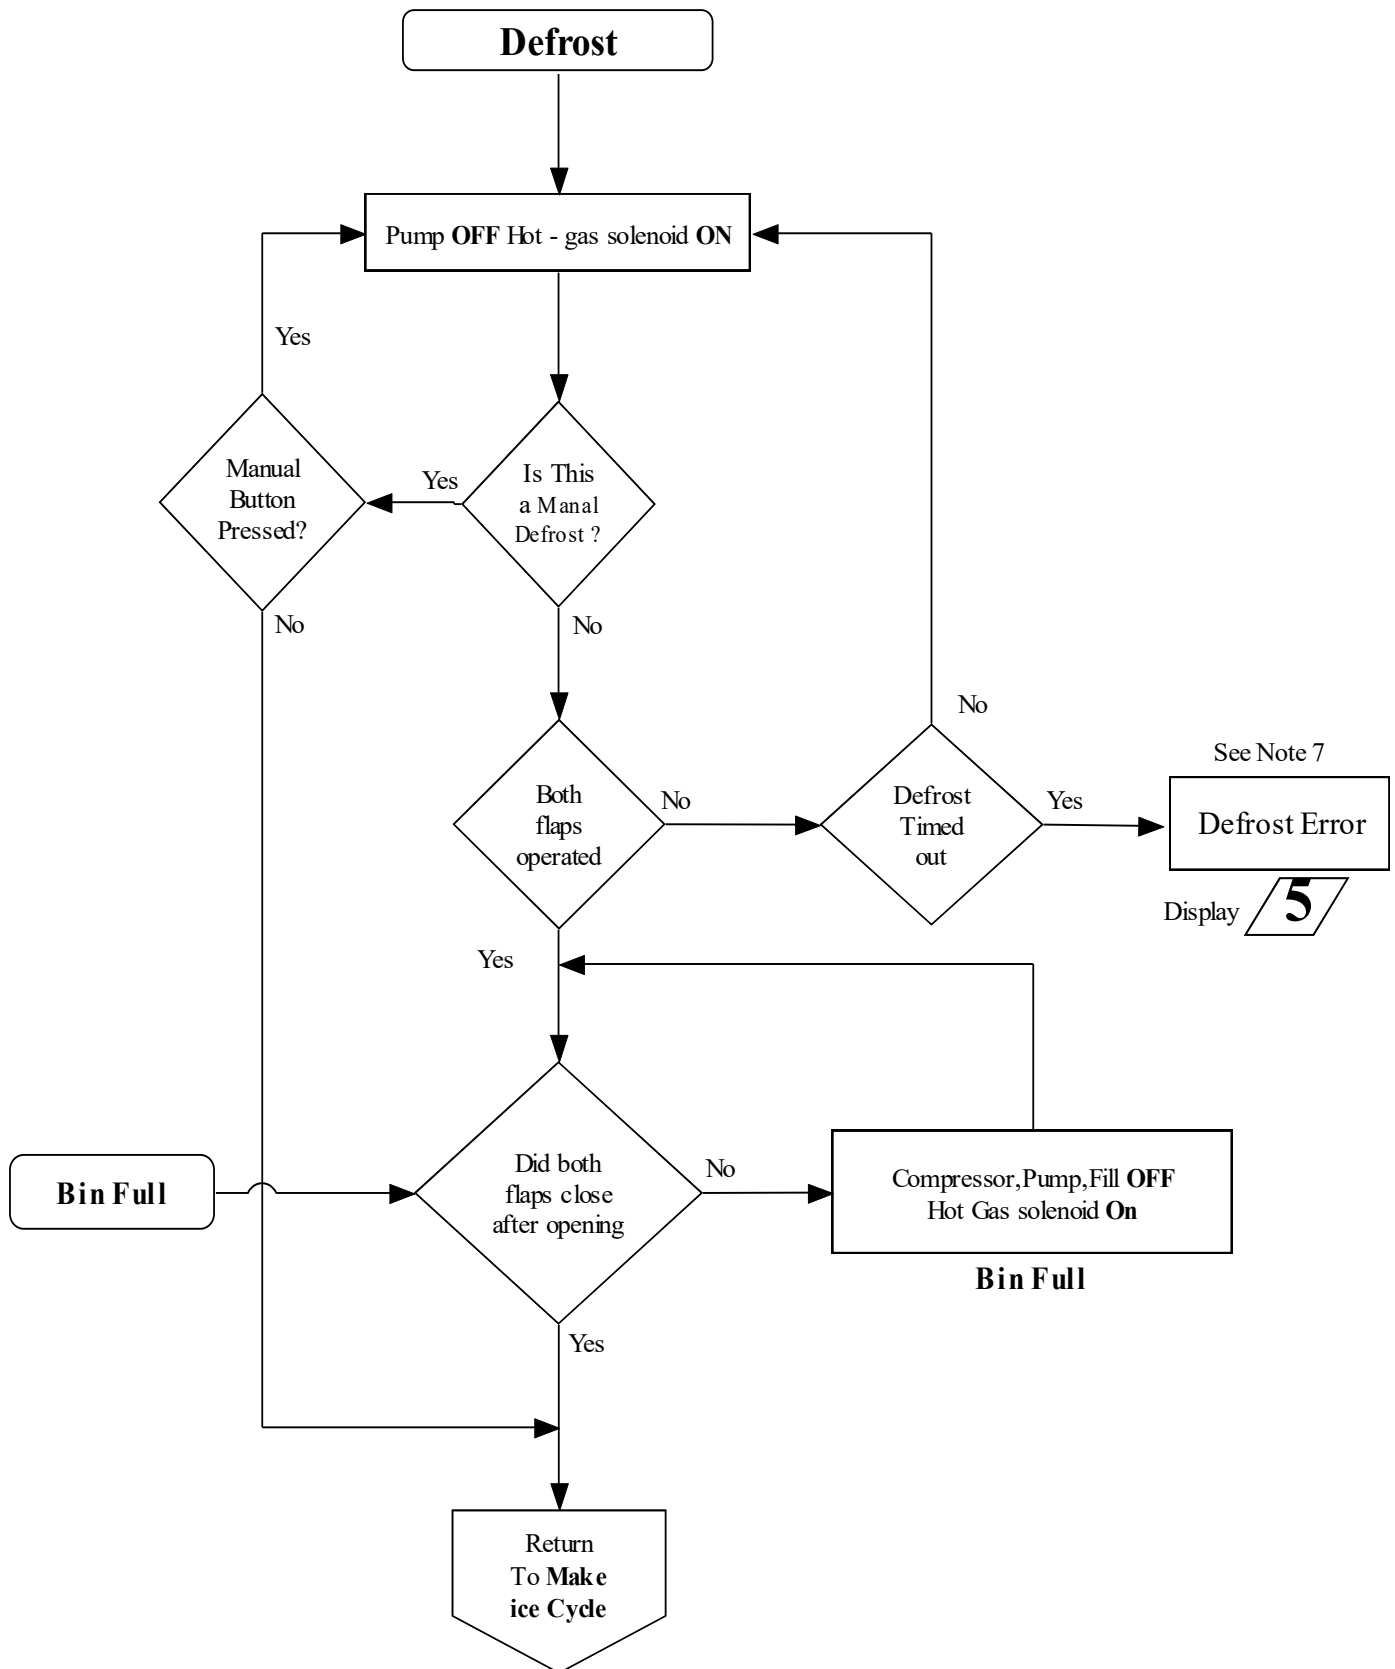 Defrost
Pump OFF Hot - gas solenoid ON
Yes
Manual
Button
Pressed?
Yes
Is This
a Manal
Defrost ?
No
No
No
Both
flaps
operated
No
Defrost
Timed
out
Yes
See Note 7
Defrost Error
Display 5
Yes
Bin Full
Did both
flaps close
after opening
No
Compressor,Pump,Fill OFF
Hot Gas solenoid On
Bin Full
Yes
Return
To Make
ice Cycle